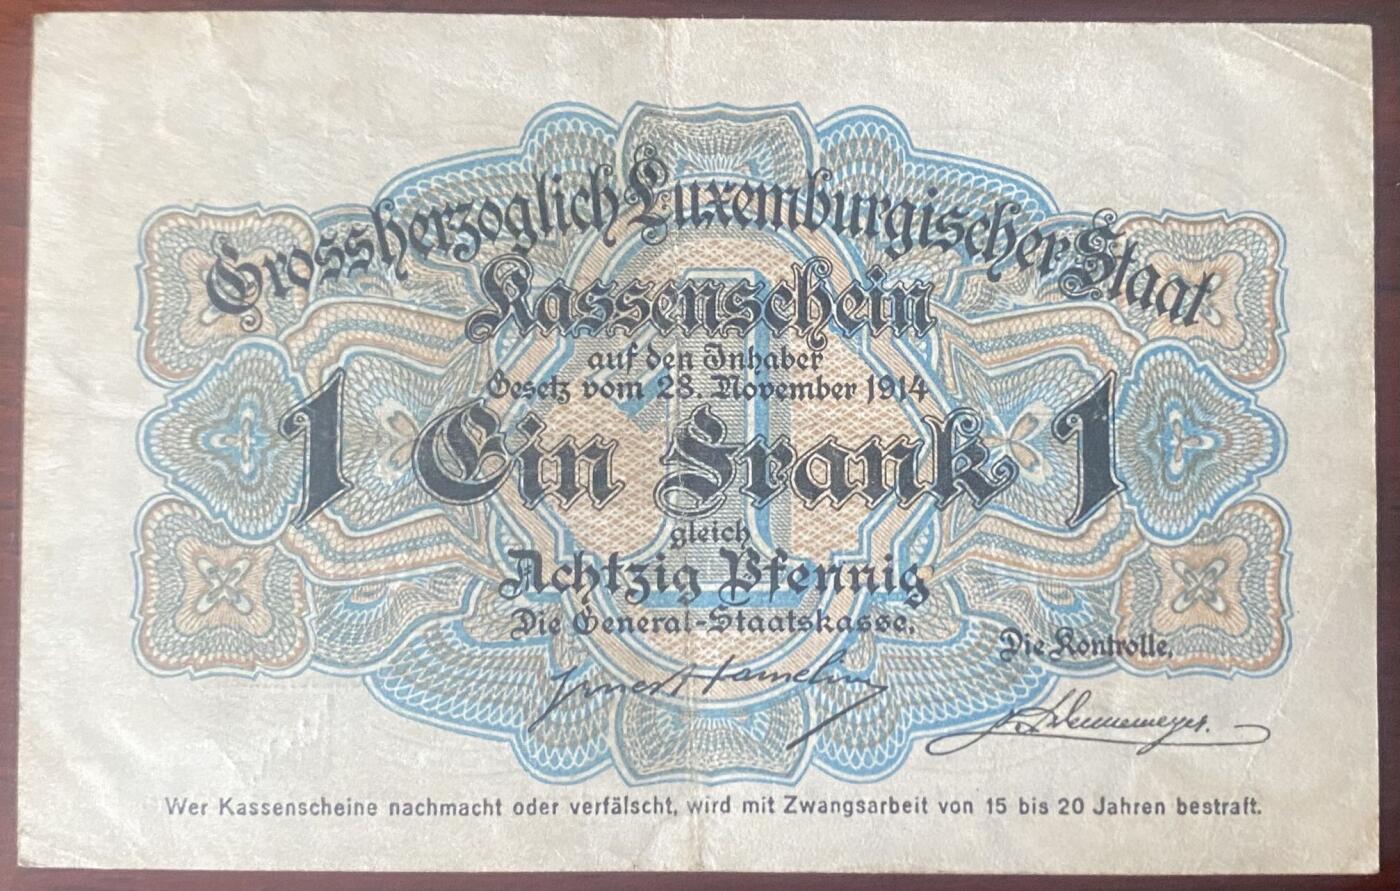 Grossherzoglich Luxemburgischer Staat
Kassenschein
auf den Inhaber
Gesetz vom 28. November 1914
1 Ein Frank 1
1
gleich
Achtzig Pfennig
Die General-Staatskasse,
Die Kontrolle,
Wer Kassenscheine nachmacht oder verfälscht, wird mit Zwangsarbeit von 15 bis 20 Jahren bestraft.